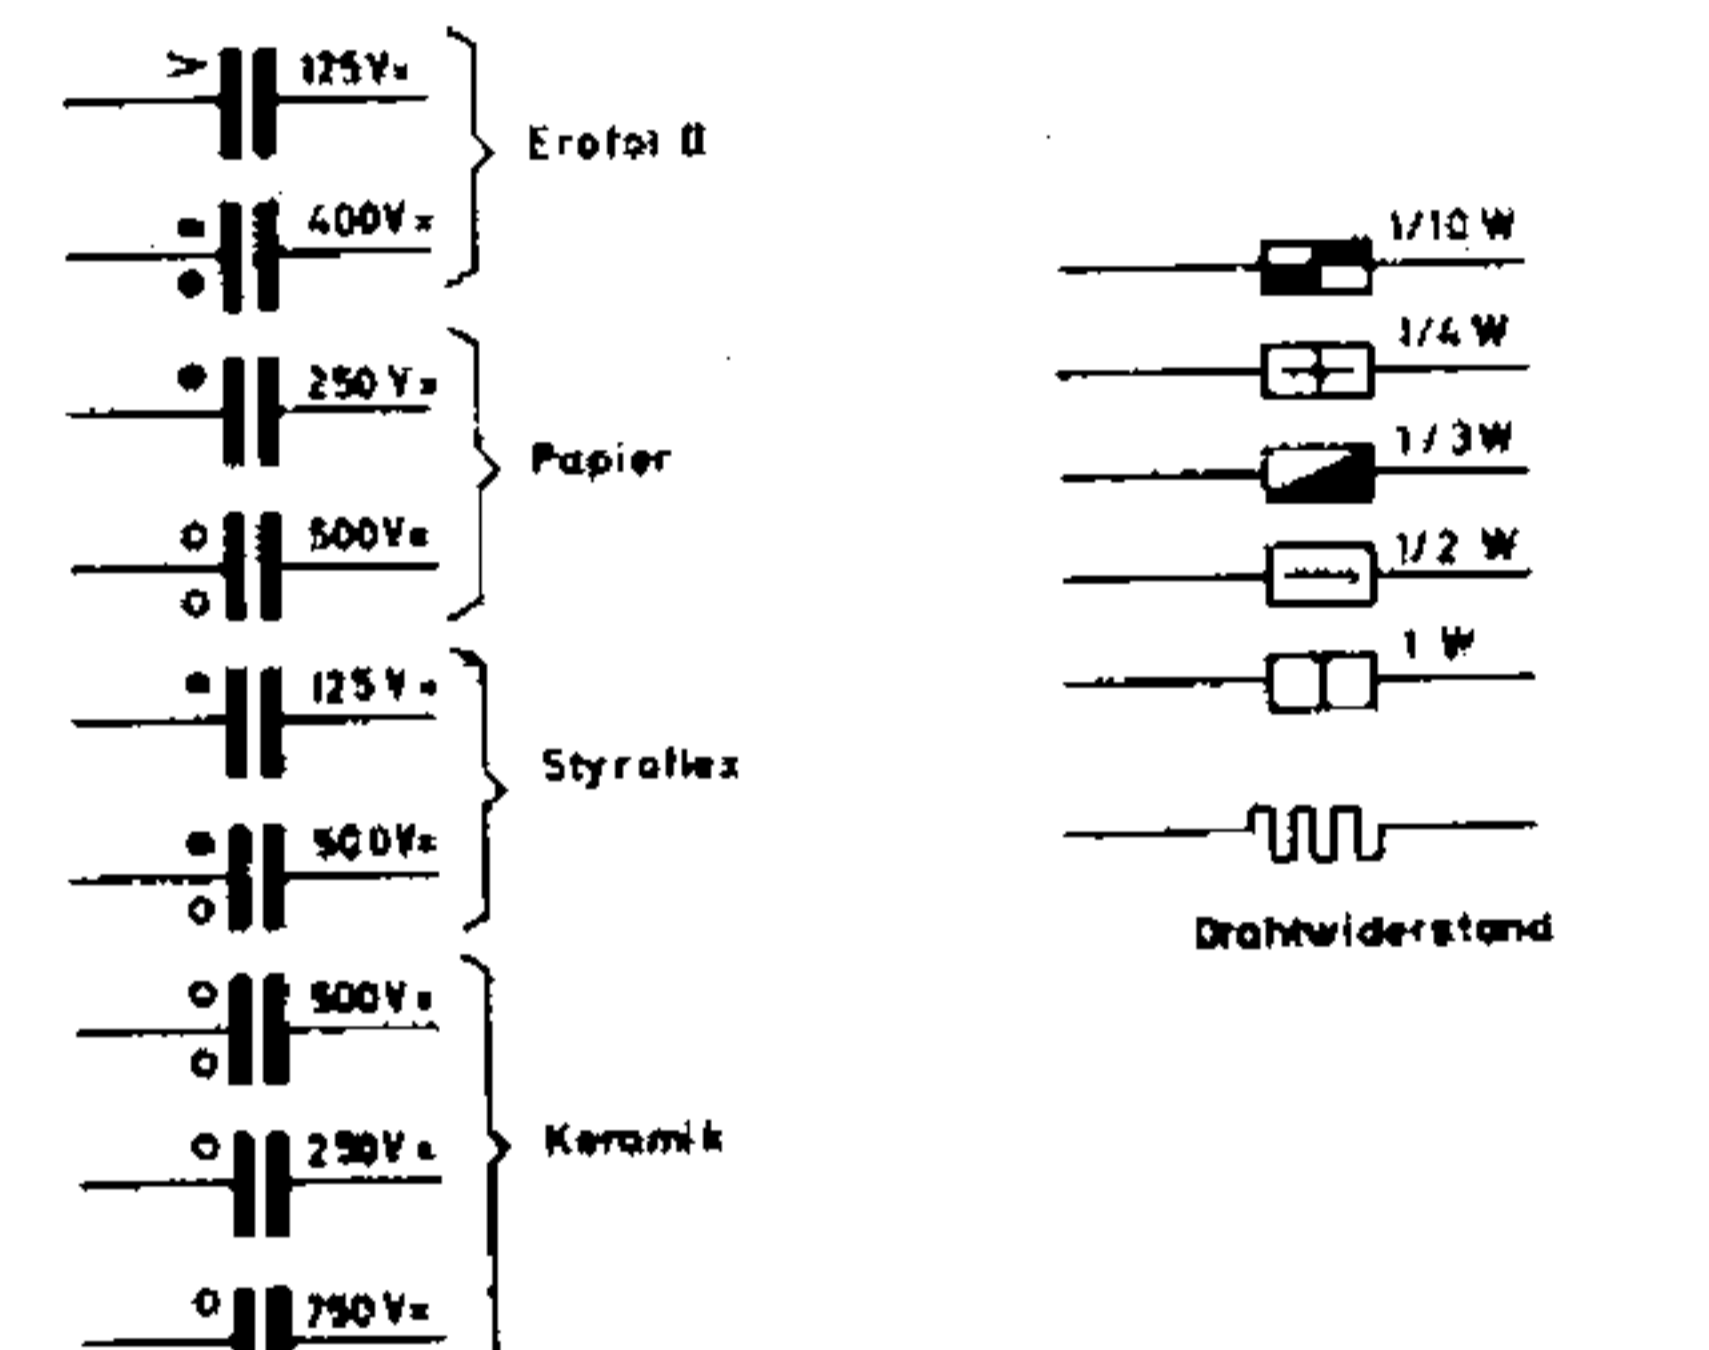 125V=
Erofol II
400V=
250V=
Papier
500V=
125V=
Styroflex
500V=
500V=
Keramik
250V=
750V=
1/10 W
1/4 W
1/3 W
1/2 W
1 W
Drahtwiderstand